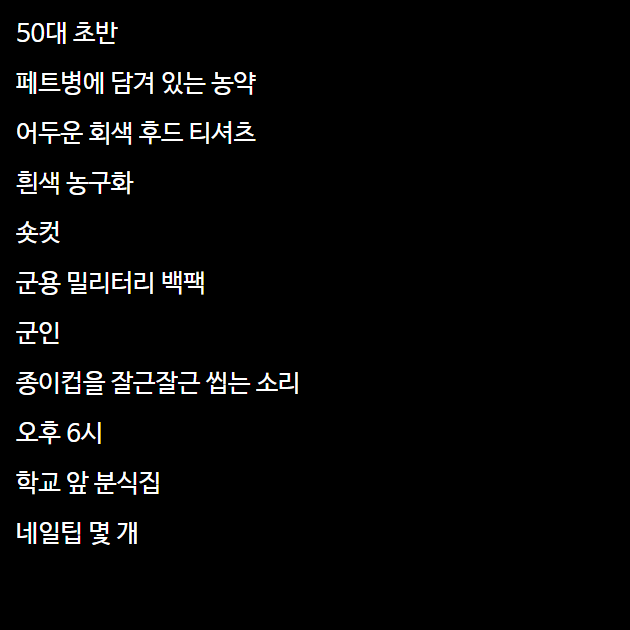 50대 초반
페트병에 담겨 있는 농약
어두운 회색 후드 티셔츠
흰색 농구화
숏컷
군용 밀리터리 백팩
군인
종이컵을 잘근잘근 씹는 소리
오후 6시
학교 앞 분식집
네일팁 몇 개